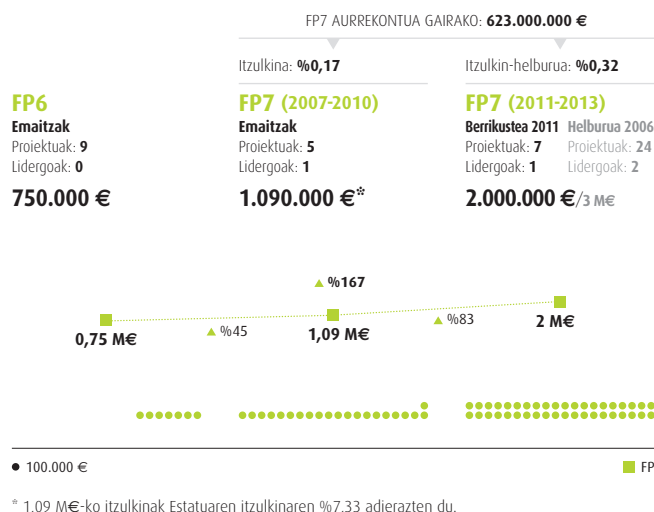 FP7 AURREKONTUA GAIRAKO: 623.000.000 €
Itzulkina: %0,17
Itzulkin-helburua: %0,32
FP6
Emaitzak
Proiektuak: 9
Lidergoak: 0
750.000 €
FP7 (2007-2010)
Emaitzak
Proiektuak: 5
Lidergoak: 1
1.090.000 €*
FP7 (2011-2013)
Berrikustea 2011 Helburua 2006
Proiektuak: 7 Proiektuak: 24
Lidergoak: 1 Lidergoak: 2
2.000.000 €/3 M€
▲ %167
0,75 M€
▲ %45
1,09 M€
▲ %83
2 M€
● 100.000 €
FP
* 1.09 M€-ko itzulkinak Estatuaren itzulkinaren %7,33 adierazten du.